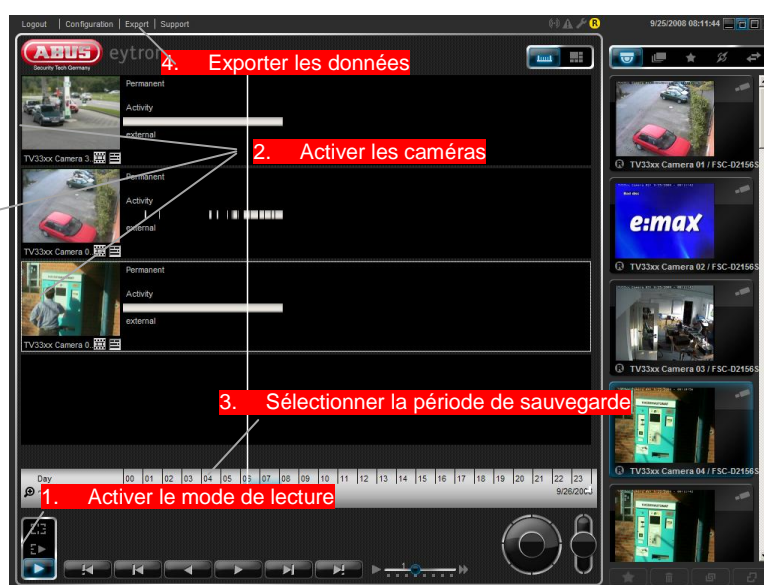 Logout | Configuration | Export | Support
9/25/2008 08:11:44
ABUS
Security Tech Germany
eytron
4. Exporter les données
Permanent
Activity
external
TV33xx Camera 3.
2. Activer les caméras
Permanent
Activity
external
TV33xx Camera 0.
Permanent
Activity
external
TV33xx Camera 0.
3. Sélectionner la période de sauvegarde
Day
00 01 02 03 04 05 06 07 08 09 10 11 12 13 14 15 16 17 18 19 20 21 22 23
9/26/2008
1. Activer le mode de lecture
1
R
R TV33xx Camera 01 / FSC-D2156S
e:max
R TV33xx Camera 02 / FSC-D2156S
R TV33xx Camera 03 / FSC-D2156S
R TV33xx Camera 04 / FSC-D2156S